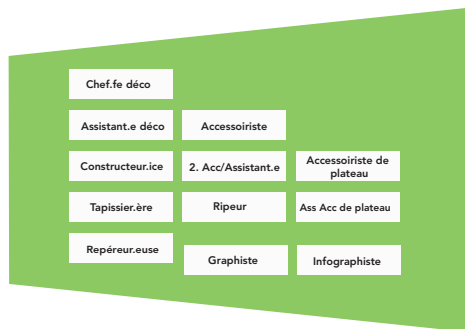 Chef.fe déco
Assistant.e déco
Accessoiriste
Constructeur.ice
2. Acc/Assistant.e
Accessoiriste de
plateau
Tapissier.ère
Ripeur
Ass Acc de plateau
Repéreur.euse
Graphiste
Infographiste